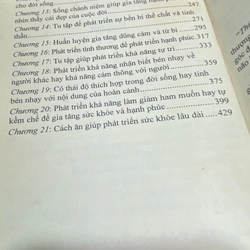 cho đời sống
Chương 13: Sống chánh niệm giúp gia tăng
nhìn thấy cái đẹp của cuộc đời ....247
Chương 14: Tu tập để phát triển sự bền bỉ thể chất và tinh
thần....271
Chương 15: Huấn luyện gia tăng dũng cảm và từ bi ....295
Chương 16: Phát triển tình thương để phát triển hạnh phúc.317
Chương 17: Tu tập giúp phát triển khả năng tự tri....333
Chương 18: Phát triển khả năng nhận biết bén nhạy về
người khác hay khả năng cảm thông với người....359
Chương 19: Có thái độ thích hợp trong đời sống hay tính
bén nhạy với nội dung của hoàn cảnh....375
Chương 20: Phát triển khả năng làm giảm ham muốn hay tự
kềm chế để gia tăng sức khỏe và hạnh phúc....399
Chương 21: Cách ăn giúp phát triển sức khỏe lâu dài ....429